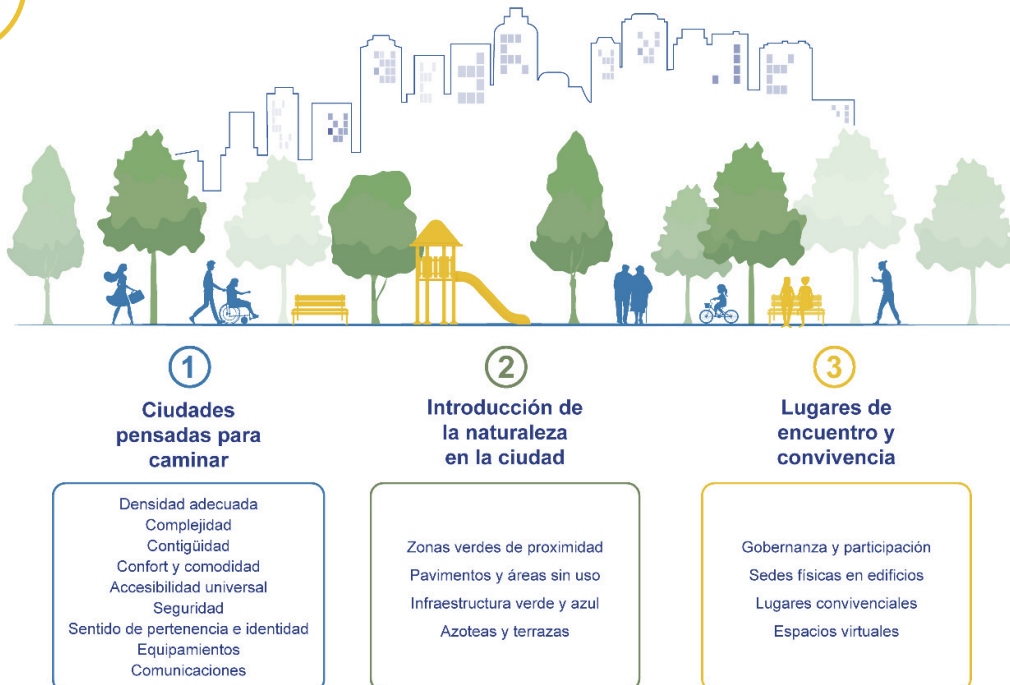 1
Ciudades
pensadas para
caminar
Densidad adecuada
Complejidad
Contigüidad
Confort y comodidad
Accesibilidad universal
Seguridad
Sentido de pertenencia e identidad
Equipamientos
Comunicaciones
2
Introducción de
la naturaleza
en la ciudad
Zonas verdes de proximidad
Pavimentos y áreas sin uso
Infraestructura verde y azul
Azoteas y terrazas
3
Lugares de
encuentro y
convivencia
Gobernanza y participación
Sedes físicas en edificios
Lugares convivenciales
Espacios virtuales